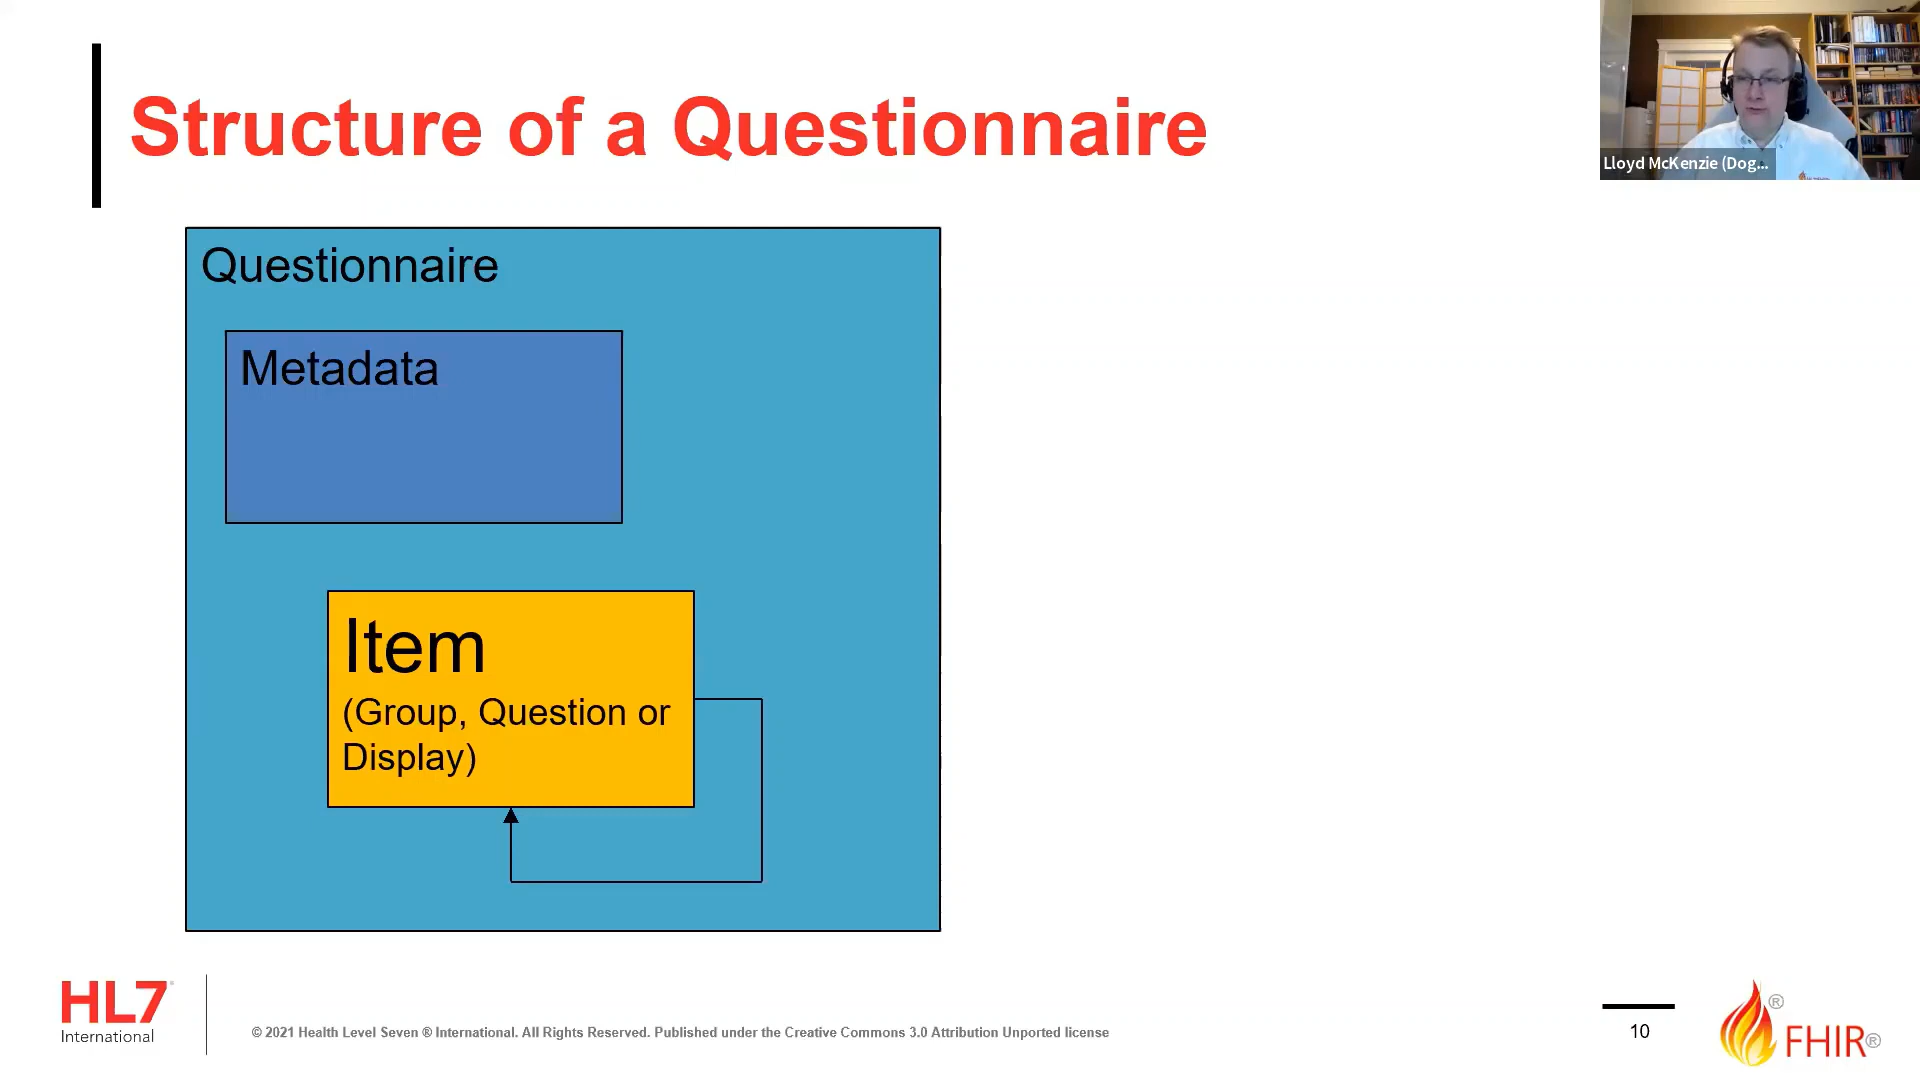 Structure of a Questionnaire
Lloyd McKenzie (Dog...
Questionnaire
Metadata
Item
(Group, Question or
Display)
HL7
International
© 2021 Health Level Seven ® International. All Rights Reserved. Published under the Creative Commons 3.0 Attribution Unported license
10
® FHIR®